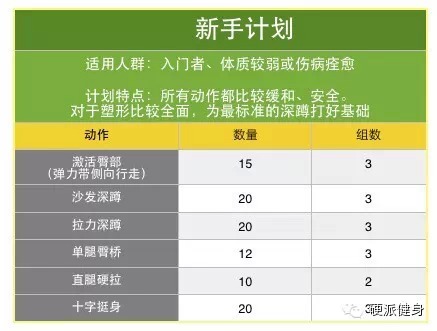 新手计划
适用人群：入门者、体质较弱或伤病痊愈
计划特点：所有动作都比较缓和、安全。
对于塑形比较全面，为最标准的深蹲打好基础
动作 数量 组数
激活臀部
(弹力带侧向行走) 15 3
沙发深蹲 20 3
拉力深蹲 20 3
单腿臀桥 12 3
直腿硬拉 10 2
十字挺身 20 3
硬派健身